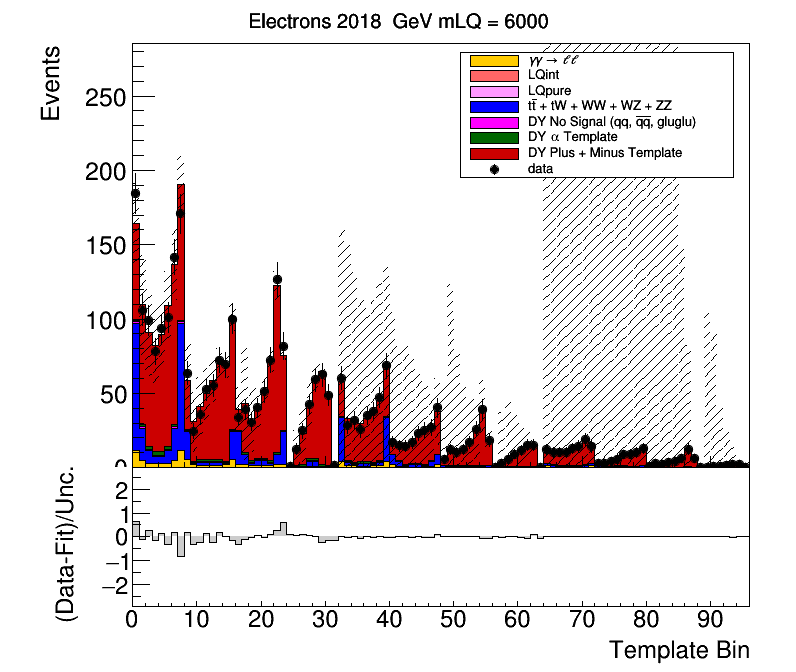 Electrons 2018 GeV mLQ = 6000
Events
250
200
150
100
50
0
γγ → ℓℓ
LQint
LQpure
tt̅ + tW + WW + WZ + ZZ
DY No Signal (qq, q̅q̅, gluglu)
DY α Template
DY Plus + Minus Template
data
(Data-Fit)/Unc.
2
1
0
−1
−2
0 10 20 30 40 50 60 70 80 90
Template Bin